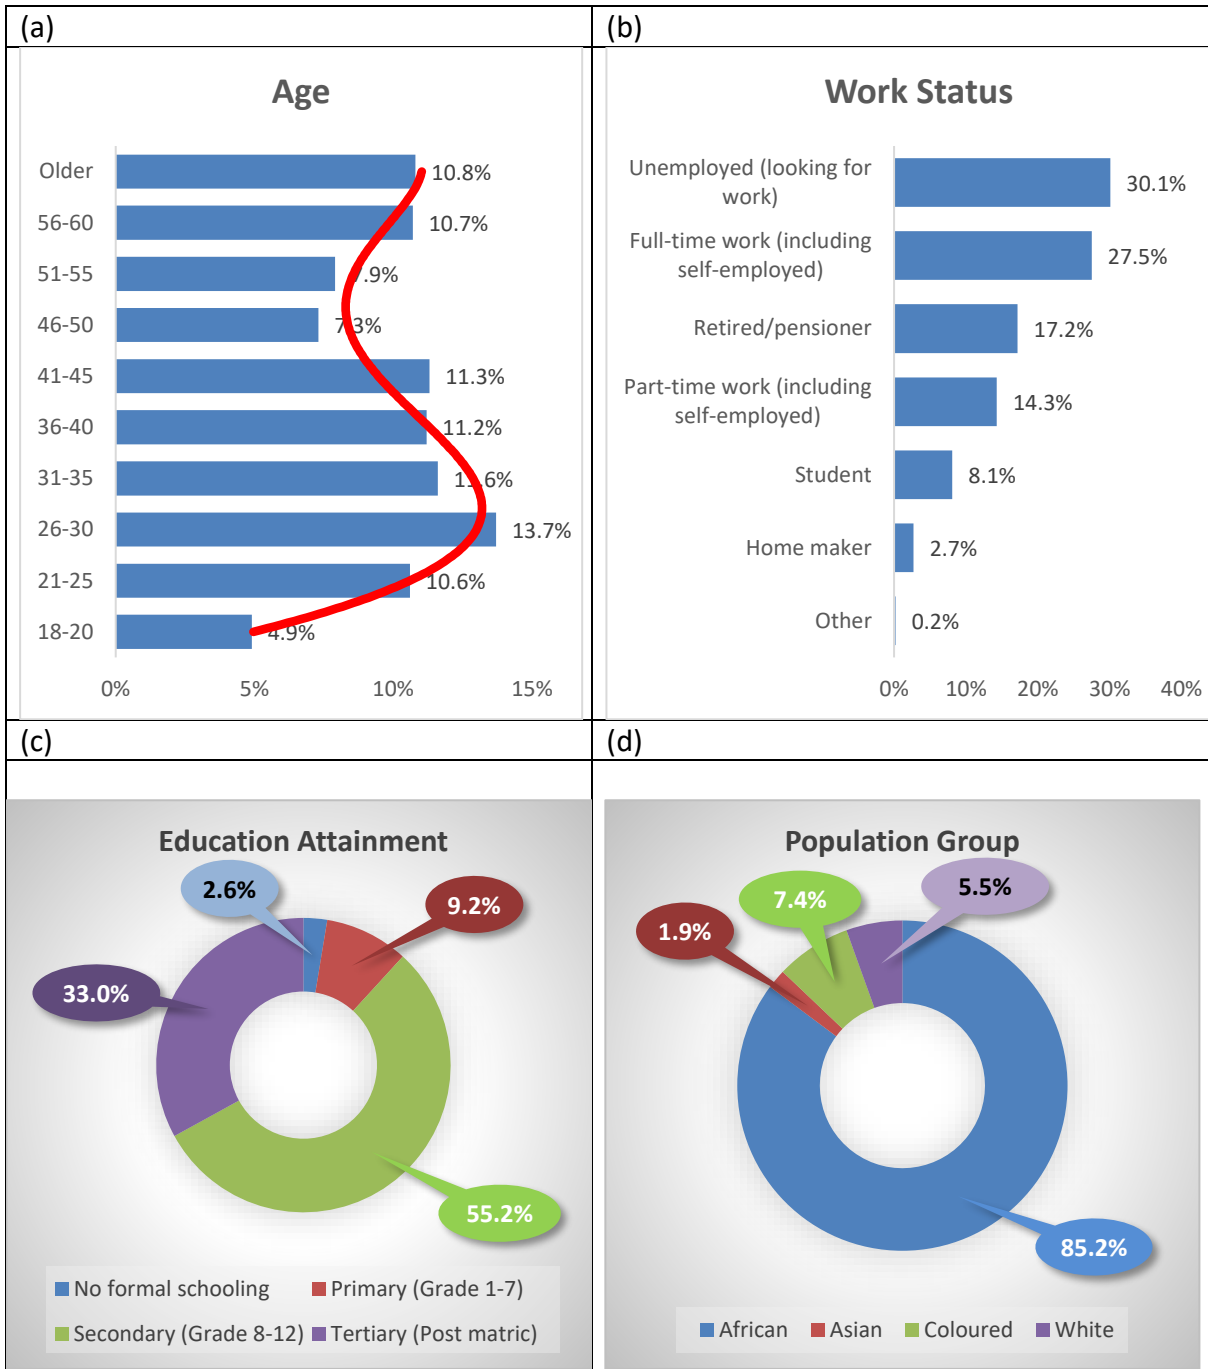 (a)
(b)
Age
Older
10.8%
56-60
10.7%
51-55
7.9%
46-50
7.3%
41-45
11.3%
36-40
11.2%
31-35
11.6%
26-30
13.7%
21-25
10.6%
18-20
4.9%
0% 5% 10% 15%
Work Status
Unemployed (looking for
work)
30.1%
Full-time work (including
self-employed)
27.5%
Retired/pensioner
17.2%
Part-time work (including
self-employed)
14.3%
Student
8.1%
Home maker
2.7%
Other
0.2%
0% 10% 20% 30% 40%
(c)
(d)
Education Attainment
2.6%
9.2%
33.0%
55.2%
No formal schooling Primary (Grade 1-7)
Secondary (Grade 8-12) Tertiary (Post matric)
Population Group
5.5%
7.4%
1.9%
85.2%
African Asian Coloured White